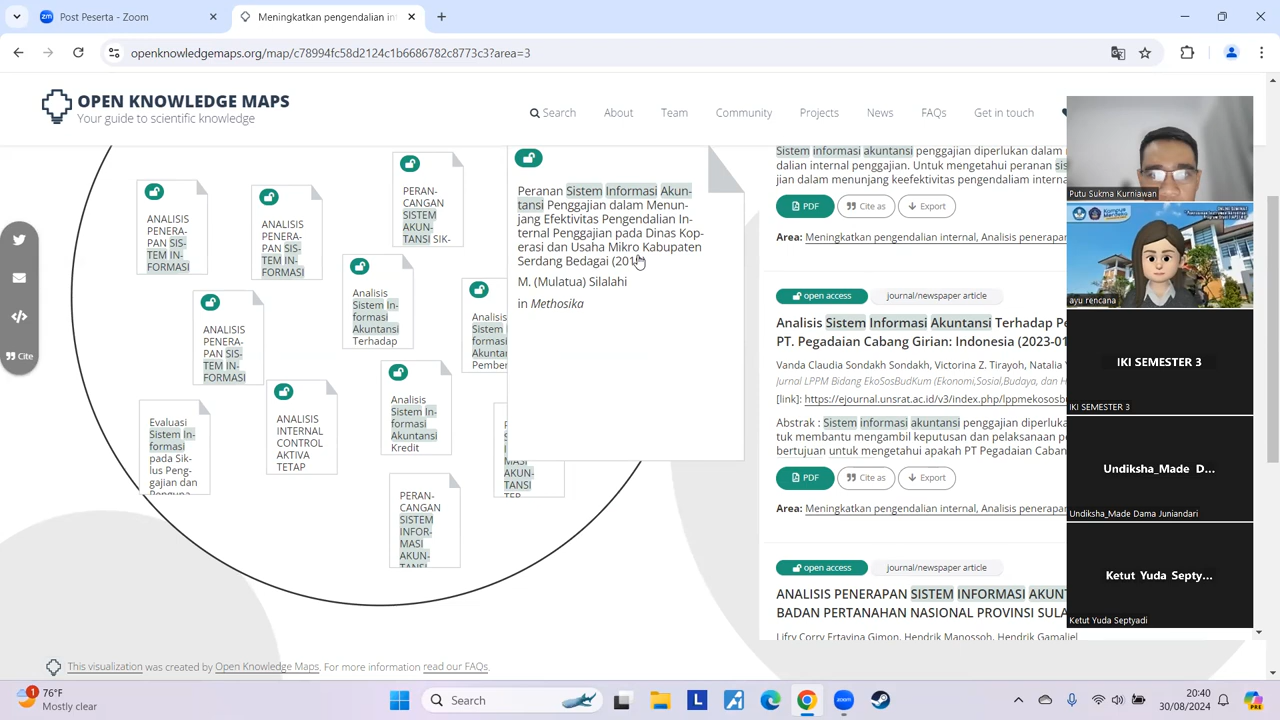 Post Peserta - Zoom
Meningkatkan pengendalian int
openknowledgemaps.org/map/c78994fc58d2124c1b6686782c8773c3?area=3
OPEN KNOWLEDGE MAPS
Your guide to scientific knowledge
Search
About
Team
Community
Projects
News
FAQs
Get in touch
Cite
ANALISIS
PENERA-
PAN SIS-
TEM IN-
FORMASI
ANALISIS
PENERA-
PAN SIS-
TEM IN-
FORMASI
PERAN-
CANGAN
SISTEM
INFORMASI
AKUN-
TANSI SIK-
Analisis
Sistem In-
formasi
Akuntansi
Terhadap
ANALISIS
PENERA-
PAN SIS-
TEM IN-
FORMASI
Analisis
Sistem
formasi
Akunta
Pember
Evaluasi
Sistem In-
formasi
pada Sik-
lus Peng-
gajian dan
ANALISIS
INTERNAL
CONTROL
AKTIVA
TETAP
Analisis
Sistem In-
formasi
Akuntansi
Kredit
PERAN-
CANGAN
SISTEM
INFOR-
MASI
AKUN-
TANSI
MASI
AKUN-
TANSI
TER
Peranan Sistem Informasi Akun-
tansi Penggajian dalam Menun-
jang Efektivitas Pengendalian In-
ternal Penggajian pada Dinas Kop-
erasi dan Usaha Mikro Kabupaten
Serdang Bedagai (201
M. (Mulatua) Silalahi
in Methosika
Sistem informasi akuntansi penggajian diperlukan dalam
dalian internal penggajian. Untuk mengetahui peranan sis
jian dalam menunjang keefektivitas pengendalian interna
PDF
Cite as
Export
Area: Meningkatkan pengendalian internal, Analisis penerapan
open access
journal/newspaper article
Analisis Sistem Informasi Akuntansi Terhadap Pe
PT. Pegadaian Cabang Girian: Indonesia (2023-01
Vanda Claudia Sondakh Sondakh, Victorina Z. Tirayoh, Natalia
Jurnal LPPM Bidang EkoSosBudKum (Ekonomi,Sosial,Budaya, dan H
[link]: https://ejournal.unsrat.ac.id/v3/index.php/lppmekososb
Abstrak : Sistem informasi akuntansi penggajian diperluka
tuk membantu mengambil keputusan dan pelaksanaan p
bertujuan untuk mengetahui apakah PT Pegadaian Caban
PDF
Cite as
Export
Area: Meningkatkan pengendalian internal, Analisis penerapan
open access
journal/newspaper article
ANALISIS PENERAPAN SISTEM INFORMASI AKUNT
BADAN PERTANAHAN NASIONAL PROVINSI SULA
Lifry Corry Ertavina Gimon, Hendrik Manossoh, Hendrik Gamaliel
Putu Sukma Kurniawan
ayu rencana
IKI SEMESTER 3
IKI SEMESTER 3
Undiksha_Made D...
Undiksha_Made Dama Juniandari
Ketut Yuda Septy...
Ketut Yuda Septyadi
This visualization was created by Open Knowledge Maps. For more information read our FAQs.
1
76°F
Mostly clear
Search
20:40
30/08/2024